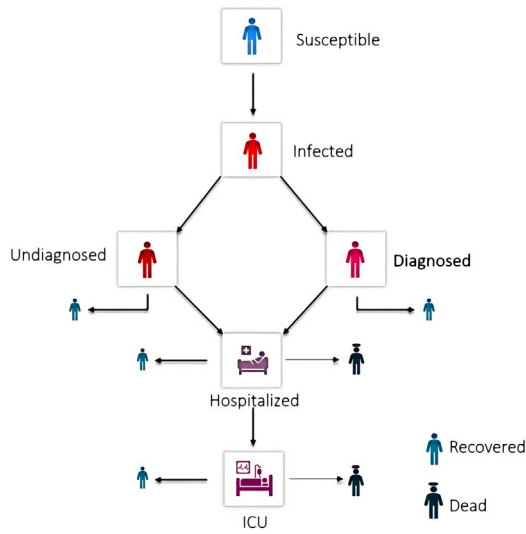 Susceptible
Infected
Undiagnosed
Diagnosed
Hospitalized
Recovered
Dead
ICU